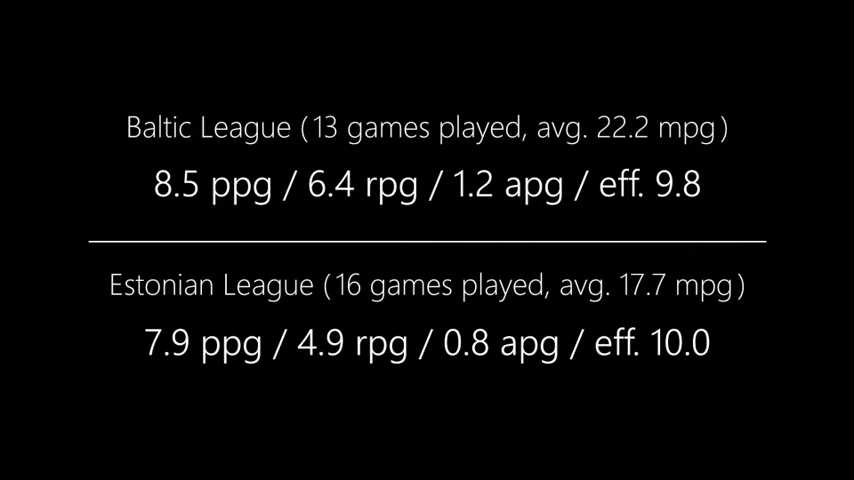 Baltic League (13 games played, avg. 22.2 mpg)
8.5 ppg / 6.4 rpg / 1.2 apg / eff. 9.8
Estonian League (16 games played, avg. 17.7 mpg)
7.9 ppg / 4.9 rpg / 0.8 apg / eff. 10.0